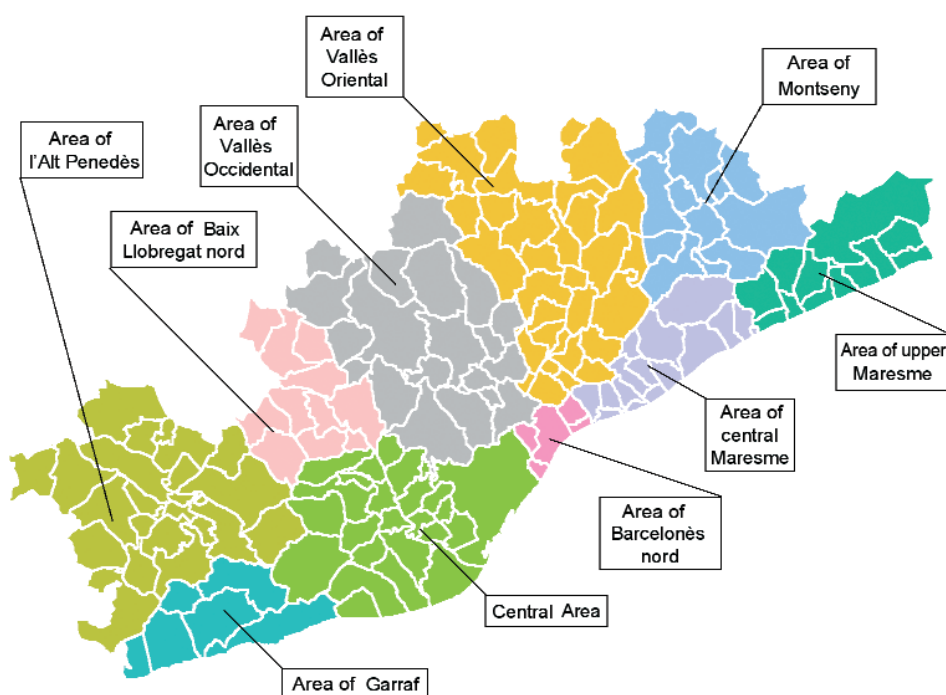 Area of
Vallès
Oriental
Area of
Montseny
Area of
Vallès
Occidental
Area of
l'Alt Penedès
Area of Baix
Llobregat nord
Area of upper
Maresme
Area of
central
Maresme
Area of
Barcelonès
nord
Central Area
Area of Garraf